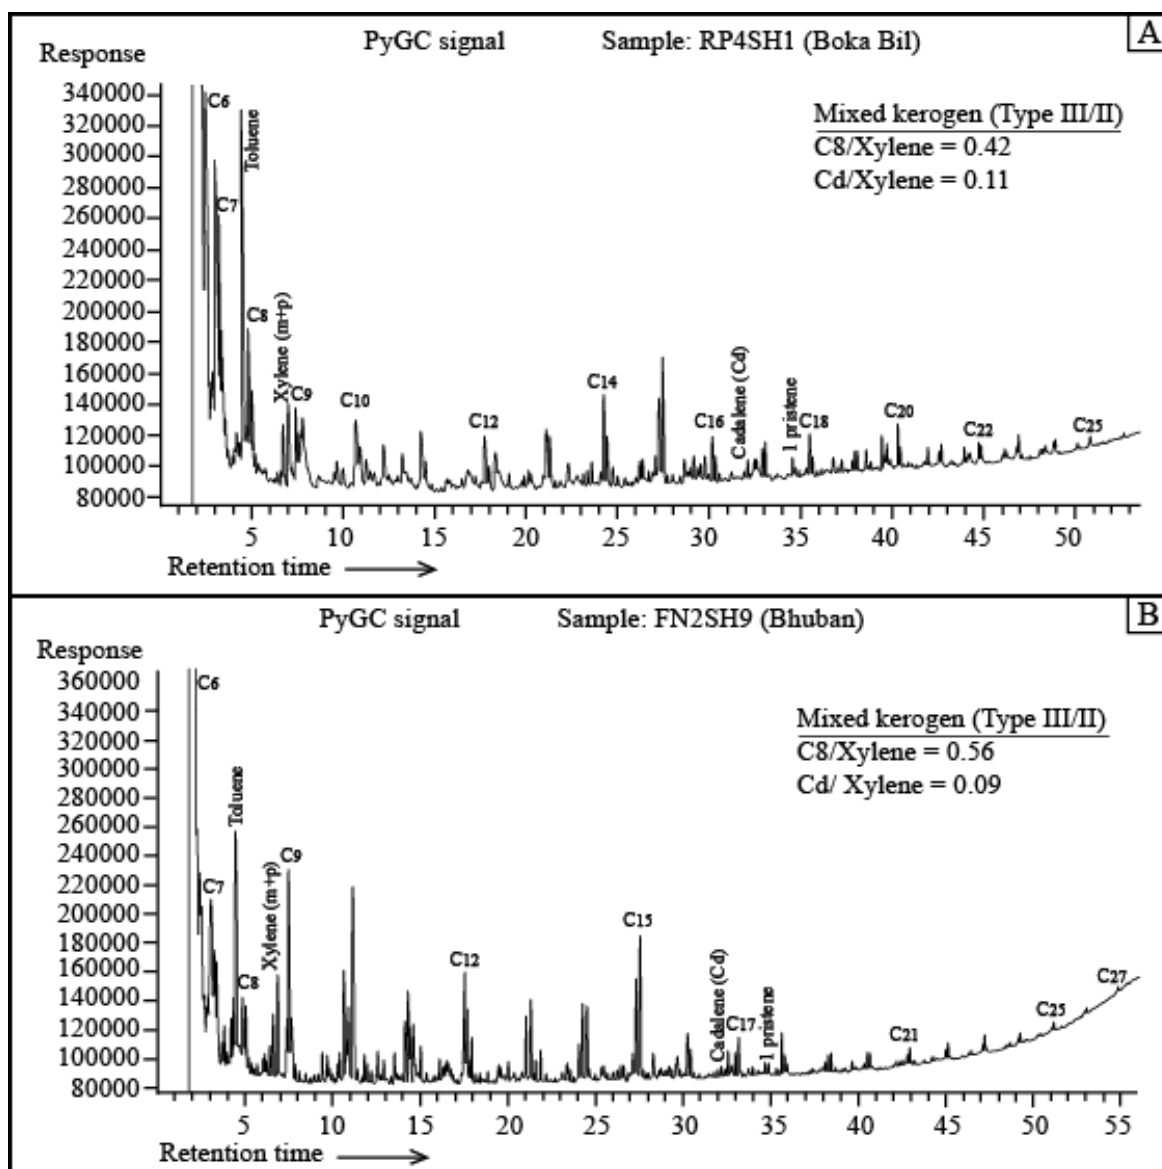 PyGC signal Sample: RP4SH1 (Boka Bil) A
Response
340000
320000
300000
280000
260000
240000
220000
200000
180000
160000
140000
120000
100000
80000
C6
Toluene
C7
C8
Xylene (m+p)
C9
C10
C12
C14
C16
Cadalene (Cd)
1 pristene
C18
C20
C22
C25
Mixed kerogen (Type III/II)
C8/Xylene = 0.42
Cd/Xylene = 0.11
5 10 15 20 25 30 35 40 45 50
Retention time
PyGC signal Sample: FN2SH9 (Bhuban) B
Response
360000
340000
320000
300000
280000
260000
240000
220000
200000
180000
160000
140000
120000
100000
80000
C6
C7
Toluene
C8
Xylene (m+p)
C9
C12
C15
Cadalene (Cd)
C17
1 pristene
C21
C25
C27
Mixed kerogen (Type III/II)
C8/Xylene = 0.56
Cd/ Xylene = 0.09
5 10 15 20 25 30 35 40 45 50 55
Retention time